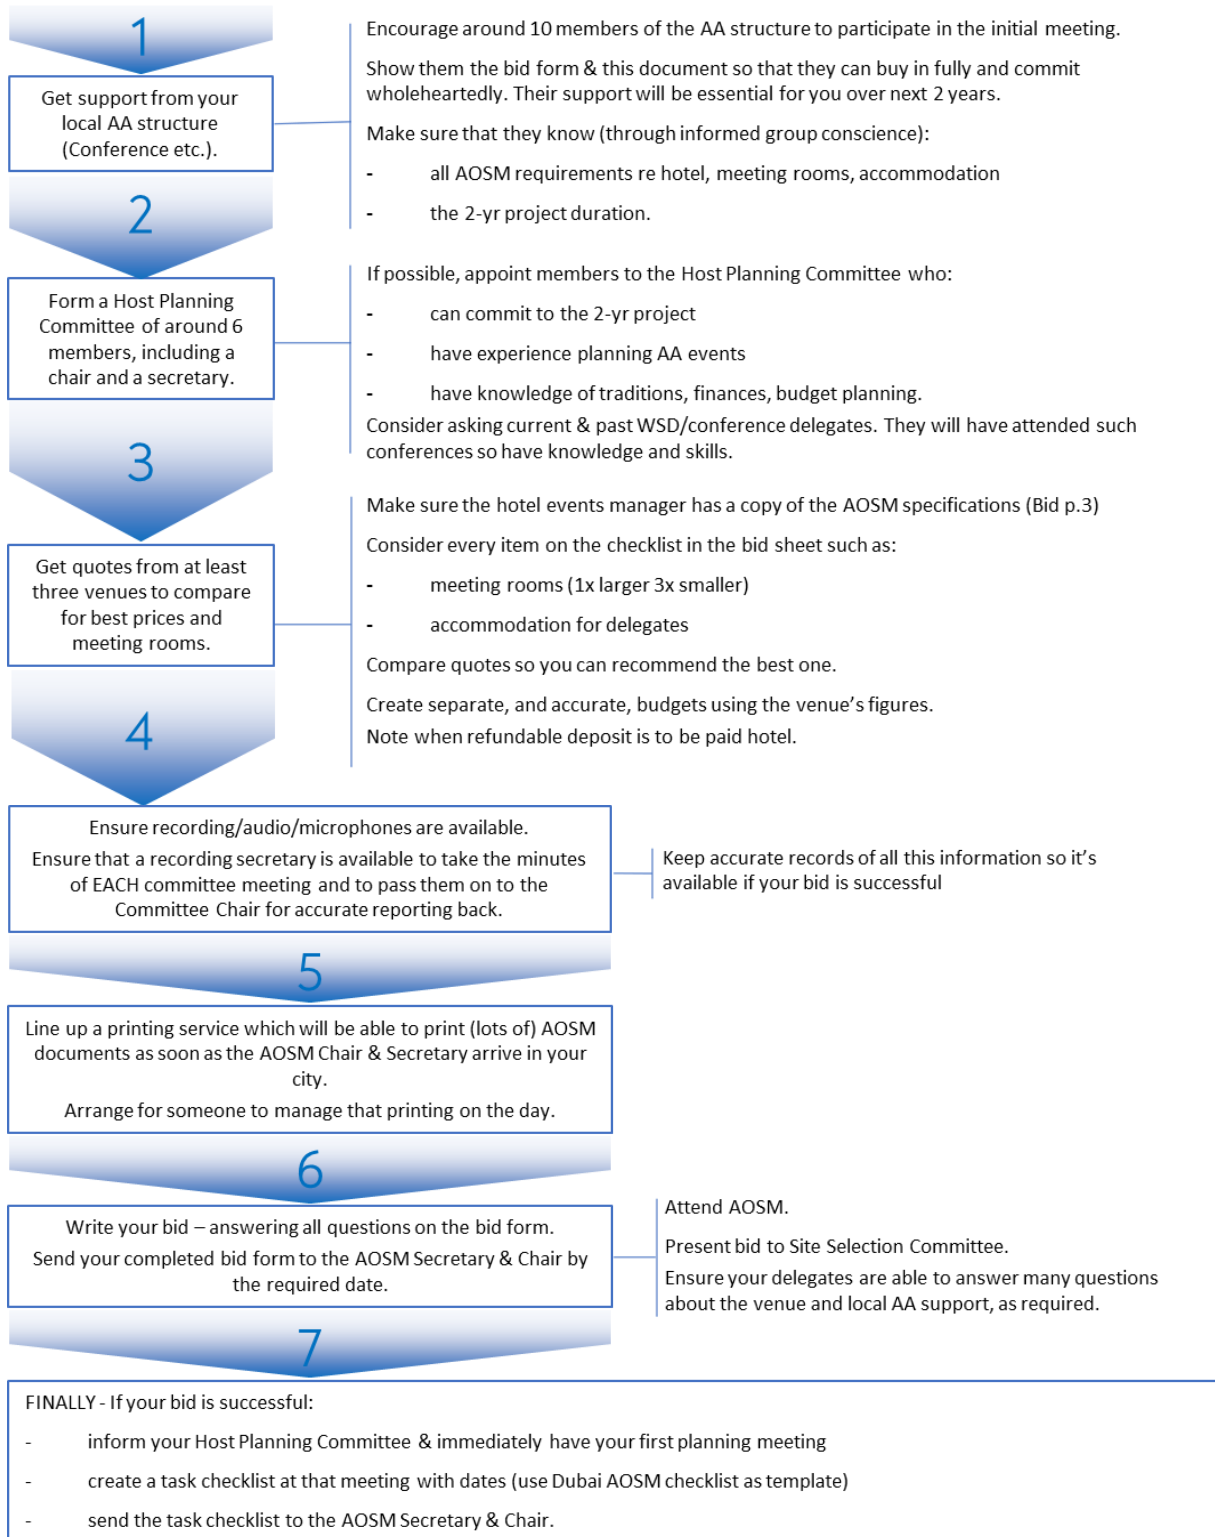 1
Get support from your
local AA structure
(Conference etc.).
Encourage around 10 members of the AA structure to participate in the initial meeting.
Show them the bid form & this document so that they can buy in fully and commit
wholeheartedly. Their support will be essential for you over next 2 years.
Make sure that they know (through informed group conscience):
- all AOSM requirements re hotel, meeting rooms, accommodation
- the 2-yr project duration.
2
Form a Host Planning
Committee of around 6
members, including a
chair and a secretary.
If possible, appoint members to the Host Planning Committee who:
- can commit to the 2-yr project
- have experience planning AA events
- have knowledge of traditions, finances, budget planning.
Consider asking current & past WSD/conference delegates. They will have attended such
conferences so have knowledge and skills.
3
Get quotes from at least
three venues to compare
for best prices and
meeting rooms.
Make sure the hotel events manager has a copy of the AOSM specifications (Bid p.3)
Consider every item on the checklist in the bid sheet such as:
- meeting rooms (1x larger 3x smaller)
- accommodation for delegates
Compare quotes so you can recommend the best one.
Create separate, and accurate, budgets using the venue's figures.
Note when refundable deposit is to be paid hotel.
4
Ensure recording/audio/microphones are available.
Ensure that a recording secretary is available to take the minutes
of EACH committee meeting and to pass them on to the
Committee Chair for accurate reporting back.
Keep accurate records of all this information so it's
available if your bid is successful
5
Line up a printing service which will be able to print (lots of) AOSM
documents as soon as the AOSM Chair & Secretary arrive in your
city.
Arrange for someone to manage that printing on the day.
6
Write your bid – answering all questions on the bid form.
Send your completed bid form to the AOSM Secretary & Chair by
the required date.
Attend AOSM.
Present bid to Site Selection Committee.
Ensure your delegates are able to answer many questions
about the venue and local AA support, as required.
7
FINALLY - If your bid is successful:
- inform your Host Planning Committee & immediately have your first planning meeting
- create a task checklist at that meeting with dates (use Dubai AOSM checklist as template)
- send the task checklist to the AOSM Secretary & Chair.